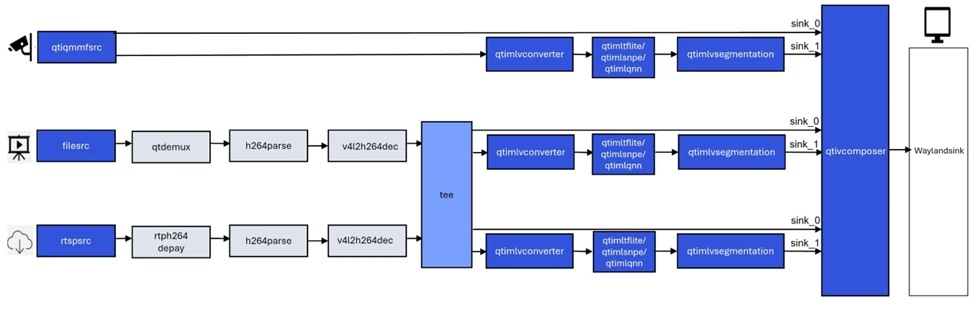 sink_0
qtiqmmfsrc
sink_1
qtimlvconverter
qtimltflite/
qtimlsnpe/
qtimlqnn
qtimlvsegmentation
sink_0
filesrc
qtdemux
h264parse
v4l2h264dec
tee
sink_1
qtimlvconverter
qtimltflite/
qtimlsnpe/
qtimlqnn
qtimlvsegmentation
qtivcomposer
Waylandsink
sink_0
rtspsrc
rtph264
depay
h264parse
v4l2h264dec
sink_1
qtimlvconverter
qtimltflite/
qtimlsnpe/
qtimlqnn
qtimlvsegmentation